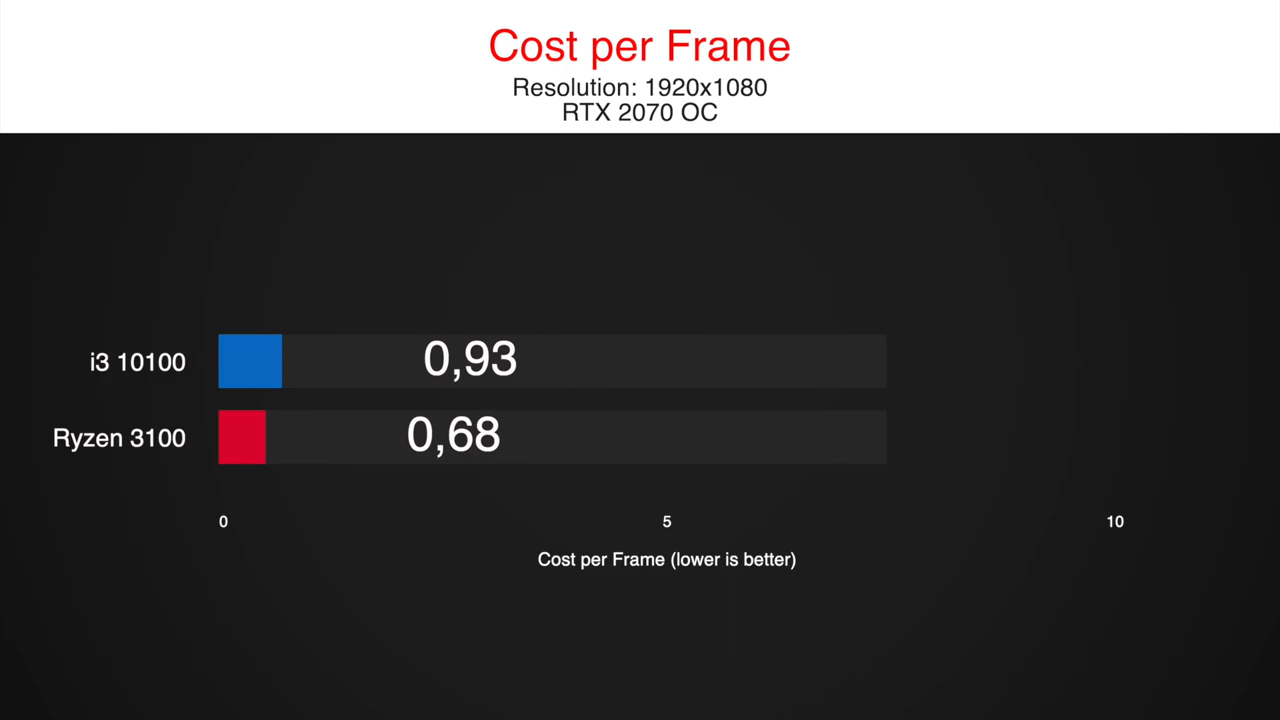 Cost per Frame
Resolution: 1920x1080
RTX 2070 OC
i3 10100 0,93
Ryzen 3100 0,68
0 5 10
Cost per Frame (lower is better)